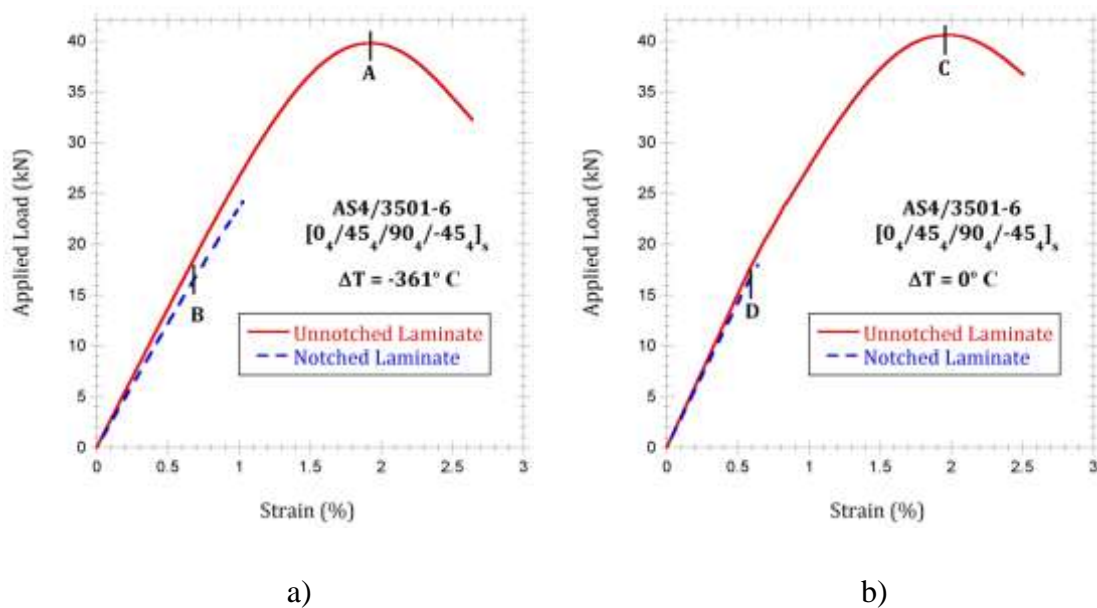 40
35
30
25
20
15
10
5
0
Applied Load (kN)
A
B
AS4/3501-6
[0₄/45₄/90₄/-45₄]ₛ
ΔT = -361° C
Unnotched Laminate
Notched Laminate
0 0.5 1 1.5 2 2.5 3
Strain (%)
a)
40
35
30
25
20
15
10
5
0
Applied Load (kN)
C
D
AS4/3501-6
[0₄/45₄/90₄/-45₄]ₛ
ΔT = 0° C
Unnotched Laminate
Notched Laminate
0 0.5 1 1.5 2 2.5 3
Strain (%)
b)